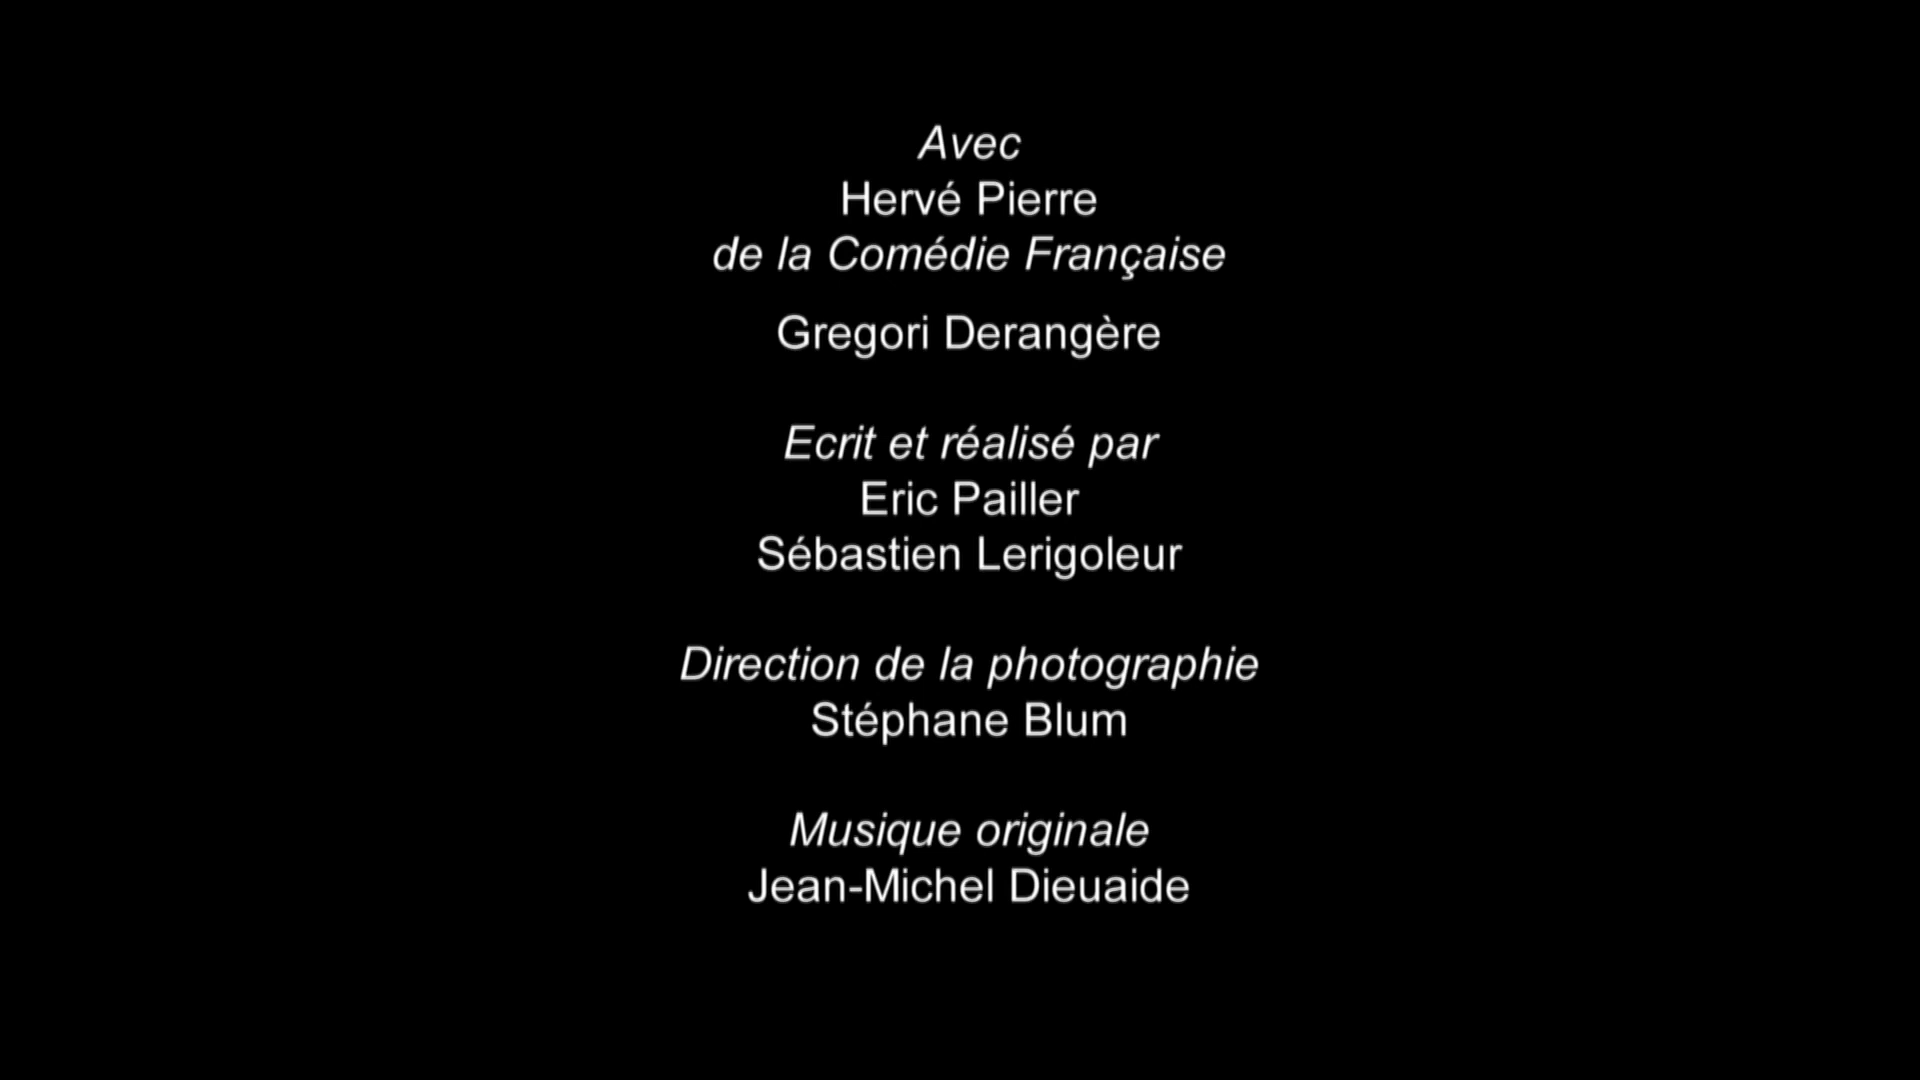 Avec
Hervé Pierre
de la Comédie Française
Gregori Derangère
Ecrit et réalisé par
Eric Pailler
Sébastien Lerigoleur
Direction de la photographie
Stéphane Blum
Musique originale
Jean-Michel Dieuaide